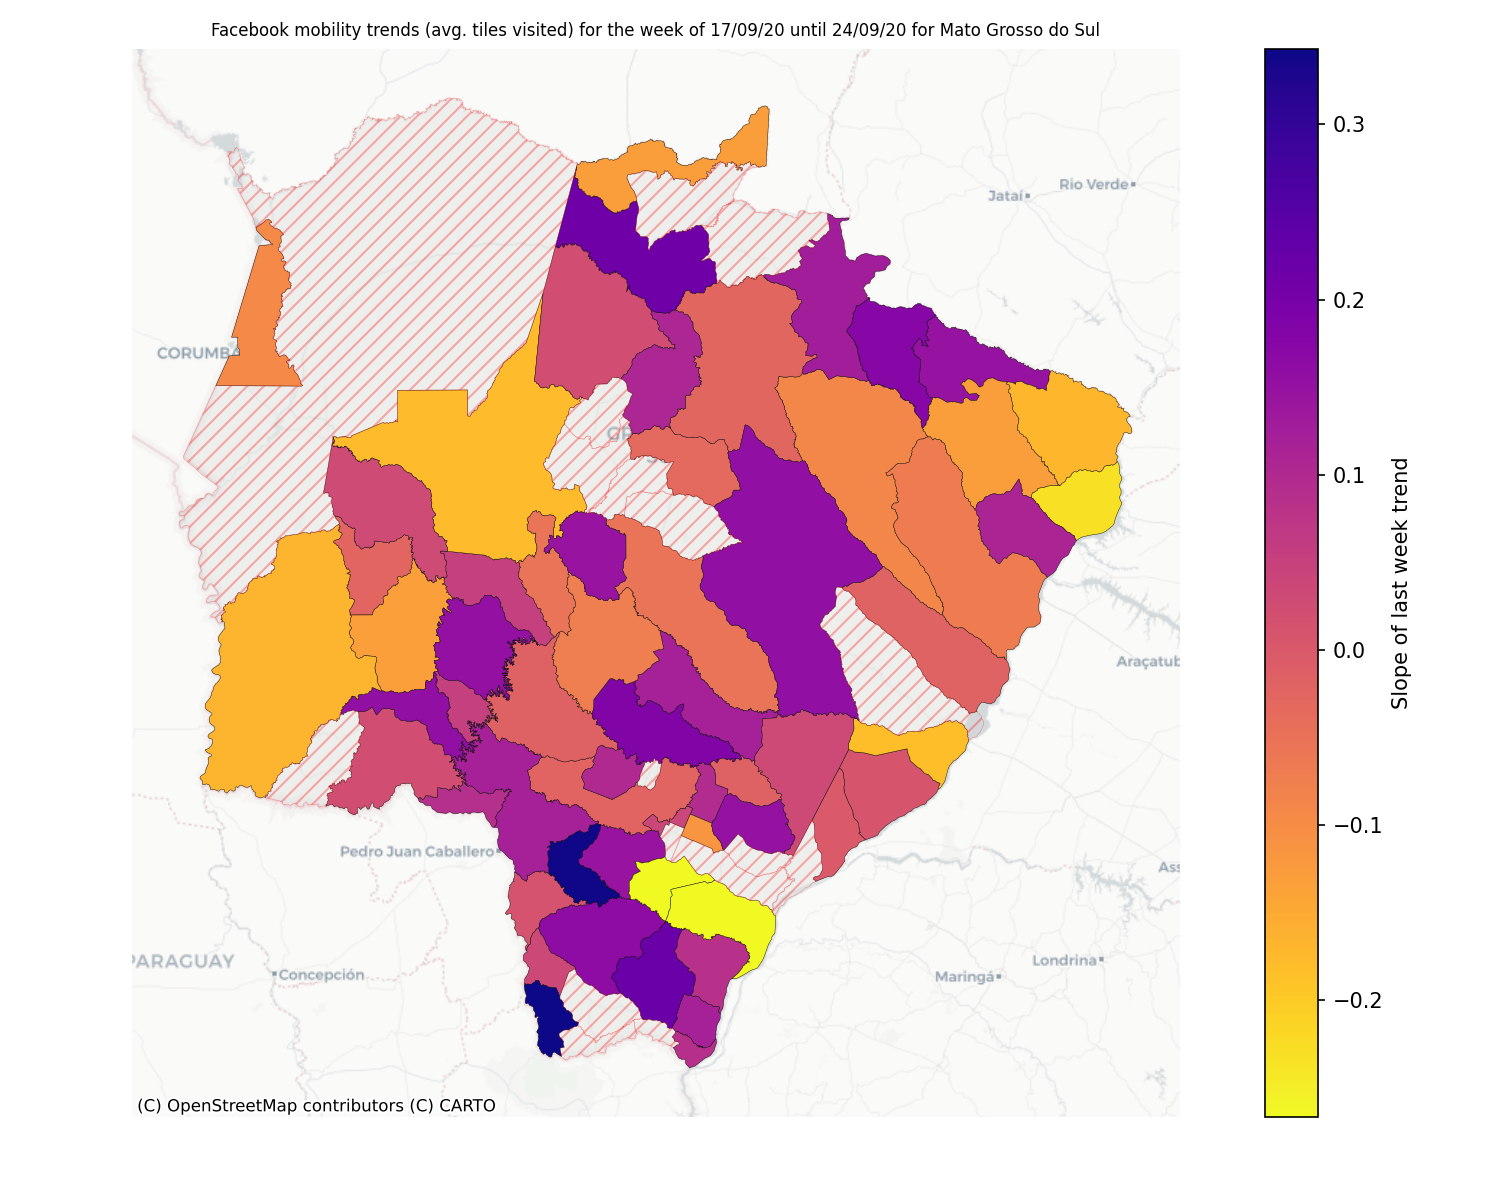 Facebook mobility trends (avg. tiles visited) for the week of 17/09/20 until 24/09/20 for Mato Grosso do Sul
0.3
Rio Verde
Jataí
0.2
CORUMBÁ
0.1
0.0
Araçatub
Slope of last week trend
−0.1
Pedro Juan Caballero
Ass
PARAGUAY
Concepción
Londrina
Maringá
−0.2
(C) OpenStreetMap contributors (C) CARTO